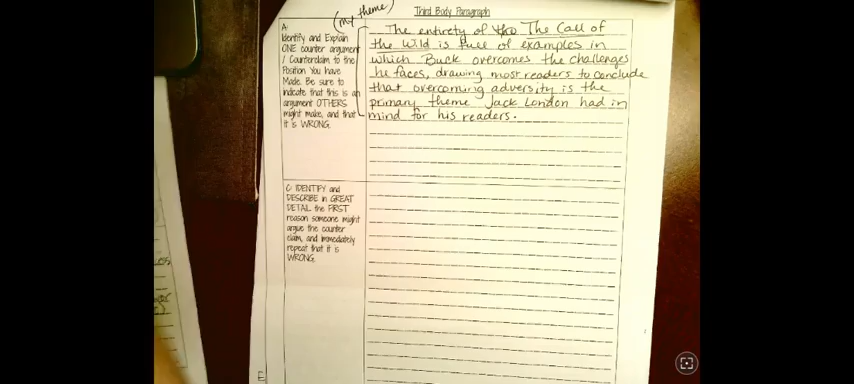 (my theme)
Third Body Paragraph
A:
Identify and Explain
ONE counter argument
/ Counterclaim to the
Position You have
Made. Be sure to
indicate that this is an
argument OTHERS
might make, and that
it is WRONG.
The entirety of The Call of
the Wild is full of examples in
which Buck overcomes the challenges
he faces, drawing most readers to conclude
that overcoming adversity is the
primary theme Jack London had in
mind for his readers.
C: IDENTIFY and
DESCRIBE in GREAT
DETAIL the FIRST
reason someone might
argue the counter
claim, and immediately
repeat that it is
WRONG.
E